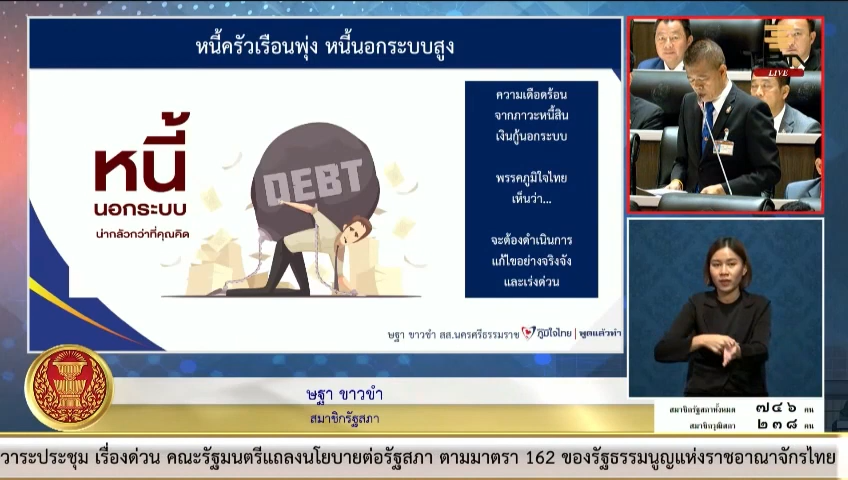 หนี้ครัวเรือนพุ่ง หนี้นอกระบบสูง
หนี้
นอกระบบ
น่ากลัวกว่าที่คุณคิด
DEBT
ความเดือดร้อน
จากภาวะหนี้สิน
เงินกู้นอกระบบ
พรรคภูมิใจไทย
เห็นว่า...
จะต้องดำเนินการ
แก้ไขอย่างจริงจัง
และเร่งด่วน
ษฐา ขาวขำ สส.นครศรีธรรมราช ภูมิใจไทย | พูดแล้วทำ
LIVE
ษฐา ขาวขำ
สมาชิกรัฐสภา
สมาชิกรัฐสภาทั้งหมด ๗๔๖ คน
สมาชิกวุฒิสภา ๒๓๘ คน
วาระประชุม เรื่องด่วน คณะรัฐมนตรีแถลงนโยบายต่อรัฐสภา ตามมาตรา 162 ของรัฐธรรมนูญแห่งราชอาณาจักรไทย